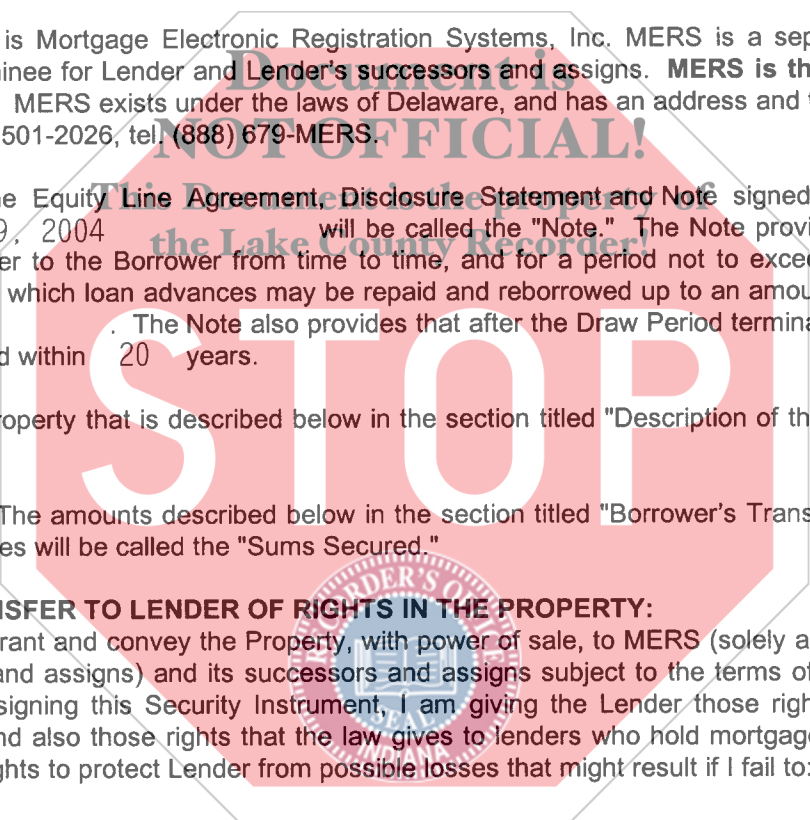 is Mortgage Electronic Registration Systems, Inc. MERS is a sep
inee for Lender and Lender's successors and assigns. MERS is th
Document is
MERS exists under the laws of Delaware, and has an address and
501-2026, tel. (888) 679-MERS.
NOT OFFICIAL!
e Equity Line Agreement, Disclosure Statement and Note signed
This Document is the property of
9, 2004 will be called the "Note." The Note provi
the Lake County Recorder!
er to the Borrower from time to time, and for a period not to excee
which loan advances may be repaid and reborrowed up to an amou
. The Note also provides that after the Draw Period termina
d within 20 years.
STOP
roperty that is described below in the section titled "Description of th
The amounts described below in the section titled "Borrower's Trans
es will be called the "Sums Secured."
NSFER TO LENDER OF RIGHTS IN THE PROPERTY:
rant and convey the Property, with power of sale, to MERS (solely a
and assigns) and its successors and assigns subject to the terms of
signing this Security Instrument, I am giving the Lender those righ
nd also those rights that the law gives to lenders who hold mortgag
ghts to protect Lender from possible losses that might result if I fail to:
RECORDER'S OFFICE
SEAL
INDIANA